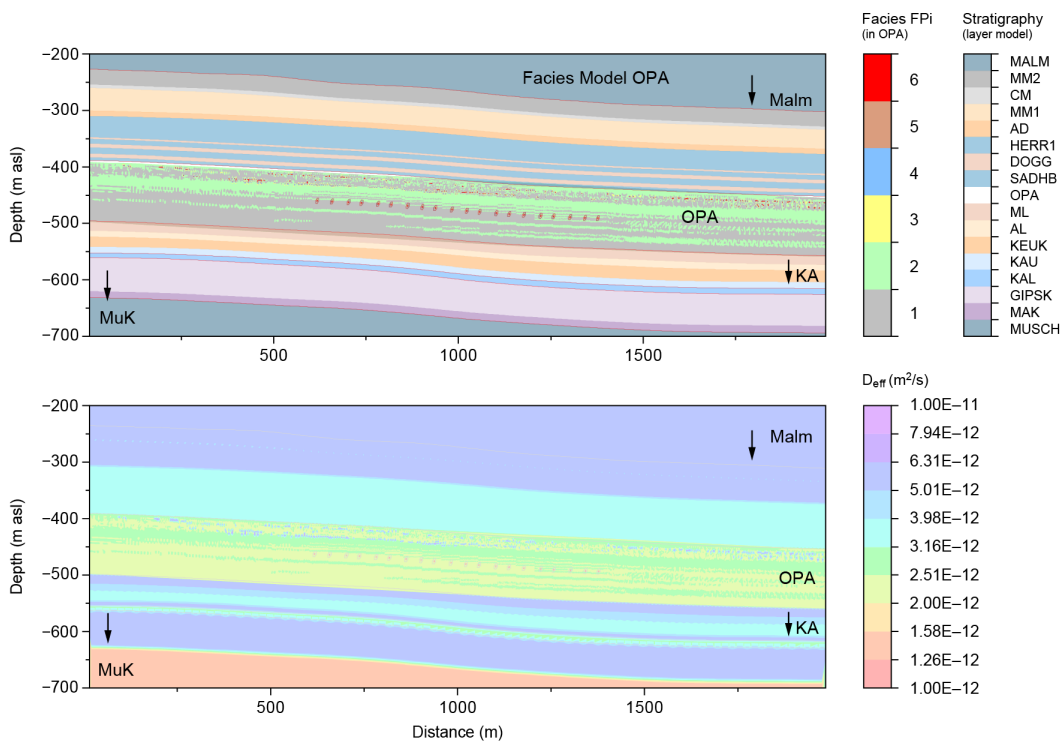 Facies FPi
(in OPA)
Stratigraphy
(layer model)
−200
−300
−400
−500
−600
−700
Depth (m asl)
Facies Model OPA
Malm
OPA
KA
MuK
500
1000
1500
6
5
4
3
2
1
MALM
MM2
CM
MM1
AD
HERR1
DOGG
SADHB
OPA
ML
AL
KEUK
KAU
KAL
GIPSK
MAK
MUSCH
−200
−300
−400
−500
−600
−700
Depth (m asl)
Malm
OPA
KA
MuK
500
1000
1500
Distance (m)
Deff (m²/s)
1.00E–11
7.94E–12
6.31E–12
5.01E–12
3.98E–12
3.16E–12
2.51E–12
2.00E–12
1.58E–12
1.26E–12
1.00E–12